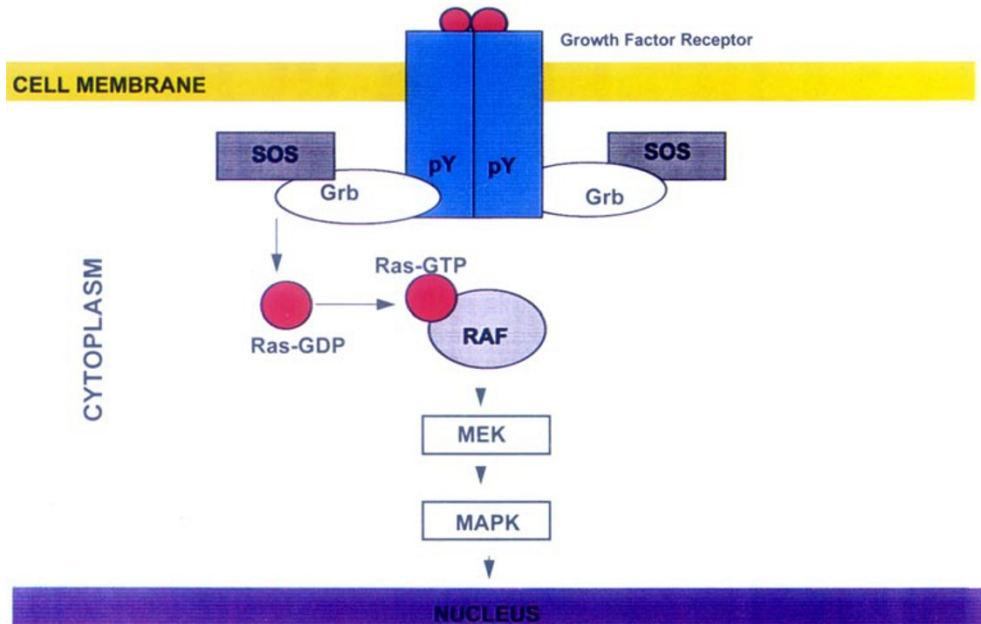 Growth Factor Receptor
CELL MEMBRANE
SOS
SOS
pY
pY
Grb
Grb
CYTOPLASM
Ras-GTP
RAF
Ras-GDP
MEK
MAPK
NUCLEUS